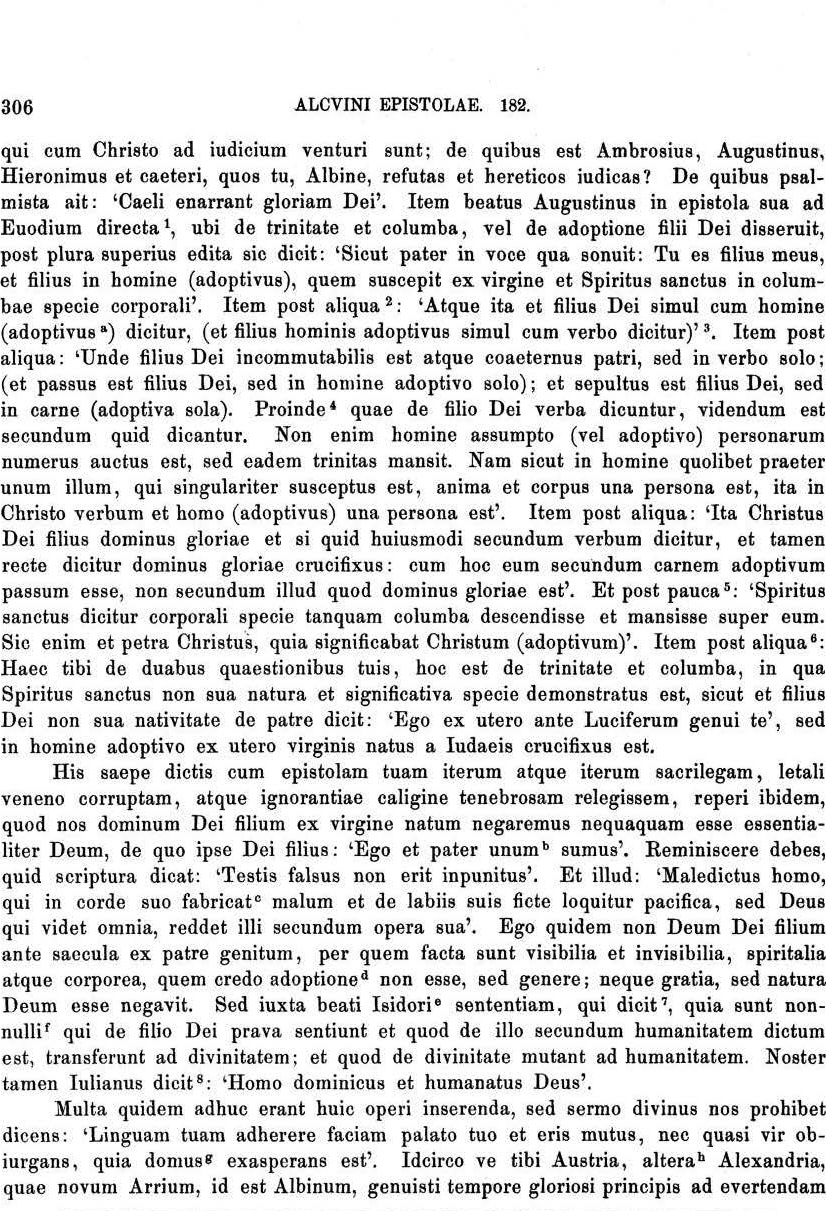 306 ALCVINI EPISTOLAE. 182.
qui cum Christo ad iudicium venturi sunt; de quibus est Ambrosius, Augustinus,
Hieronimus et caeteri, quos tu, Albine, refutas et hereticos iudicas? De quibus psal-
mista ait: ‘Caeli enarrant gloriam Dei’. Item beatus Augustinus in epistola sua ad
Euodium directa¹, ubi de trinitate et columba, vel de adoptione filii Dei disseruit,
post plura superius edita sic dicit: ‘Sicut pater in voce qua sonuit: Tu es filius meus,
et filius in homine (adoptivus), quem suscepit ex virgine et Spiritus sanctus in colum-
bae specie corporali’. Item post aliqua²: ‘Atque ita et filius Dei simul cum homine
(adoptivusᵃ) dicitur, (et filius hominis adoptivus simul cum verbo dicitur)’³. Item post
aliqua: ‘Unde filius Dei incommutabilis est atque coaeternus patri, sed in verbo solo;
(et passus est filius Dei, sed in homine adoptivo solo); et sepultus est filius Dei, sed
in carne (adoptiva sola). Proinde⁴ quae de filio Dei verba dicuntur, videndum est
secundum quid dicantur. Non enim homine assumpto (vel adoptivo) personarum
numerus auctus est, sed eadem trinitas mansit. Nam sicut in homine quolibet praeter
unum illum, qui singulariter susceptus est, anima et corpus una persona est, ita in
Christo verbum et homo (adoptivus) una persona est’. Item post aliqua: ‘Ita Christus
Dei filius dominus gloriae et si quid huiusmodi secundum verbum dicitur, et tamen
recte dicitur dominus gloriae crucifixus: cum hoc eum secundum carnem adoptivum
passum esse, non secundum illud quod dominus gloriae est’. Et post pauca⁵: ‘Spiritus
sanctus dicitur corporali specie tanquam columba descendisse et mansisse super eum.
Sic enim et petra Christus, quia significabat Christum (adoptivum)’. Item post aliqua⁶:
Haec tibi de duabus quaestionibus tuis, hoc est de trinitate et columba, in qua
Spiritus sanctus non sua natura et significativa specie demonstratus est, sicut et filius
Dei non sua nativitate de patre dicit: ‘Ego ex utero ante Luciferum genui te’, sed
in homine adoptivo ex utero virginis natus a Iudaeis crucifixus est.
His saepe dictis cum epistolam tuam iterum atque iterum sacrilegam, letali
veneno corruptam, atque ignorantiae caligine tenebrosam relegissem, reperi ibidem,
quod nos dominum Dei filium ex virgine natum negaremus nequaquam esse essentia-
liter Deum, de quo ipse Dei filius: ‘Ego et pater unumᵇ sumus’. Reminiscere debes,
quid scriptura dicat: ‘Testis falsus non erit inpunitus’. Et illud: ‘Maledictus homo,
qui in corde suo fabricatᶜ malum et de labiis suis ficte loquitur pacifica, sed Deus
qui videt omnia, reddet illi secundum opera sua’. Ego quidem non Deum Dei filium
ante saecula ex patre genitum, per quem facta sunt visibilia et invisibilia, spiritalia
atque corporea, quem credo adoptioneᵈ non esse, sed genere; neque gratia, sed natura
Deum esse negavit. Sed iuxta beati Isidoriᵉ sententiam, qui dicit⁷, quia sunt non-
nulliᶠ qui de filio Dei prava sentiunt et quod de illo secundum humanitatem dictum
est, transferunt ad divinitatem; et quod de divinitate mutant ad humanitatem. Noster
tamen Iulianus dicit⁸: ‘Homo dominicus et humanatus Deus’.
Multa quidem adhuc erant huic operi inserenda, sed sermo divinus nos prohibet
dicens: ‘Linguam tuam adherere faciam palato tuo et eris mutus, nec quasi vir ob-
iurgans, quia domusᵍ exasperans est’. Idcirco ve tibi Austria, alteraʰ Alexandria,
quae novum Arrium, id est Albinum, genuisti tempore gloriosi principis ad evertendam